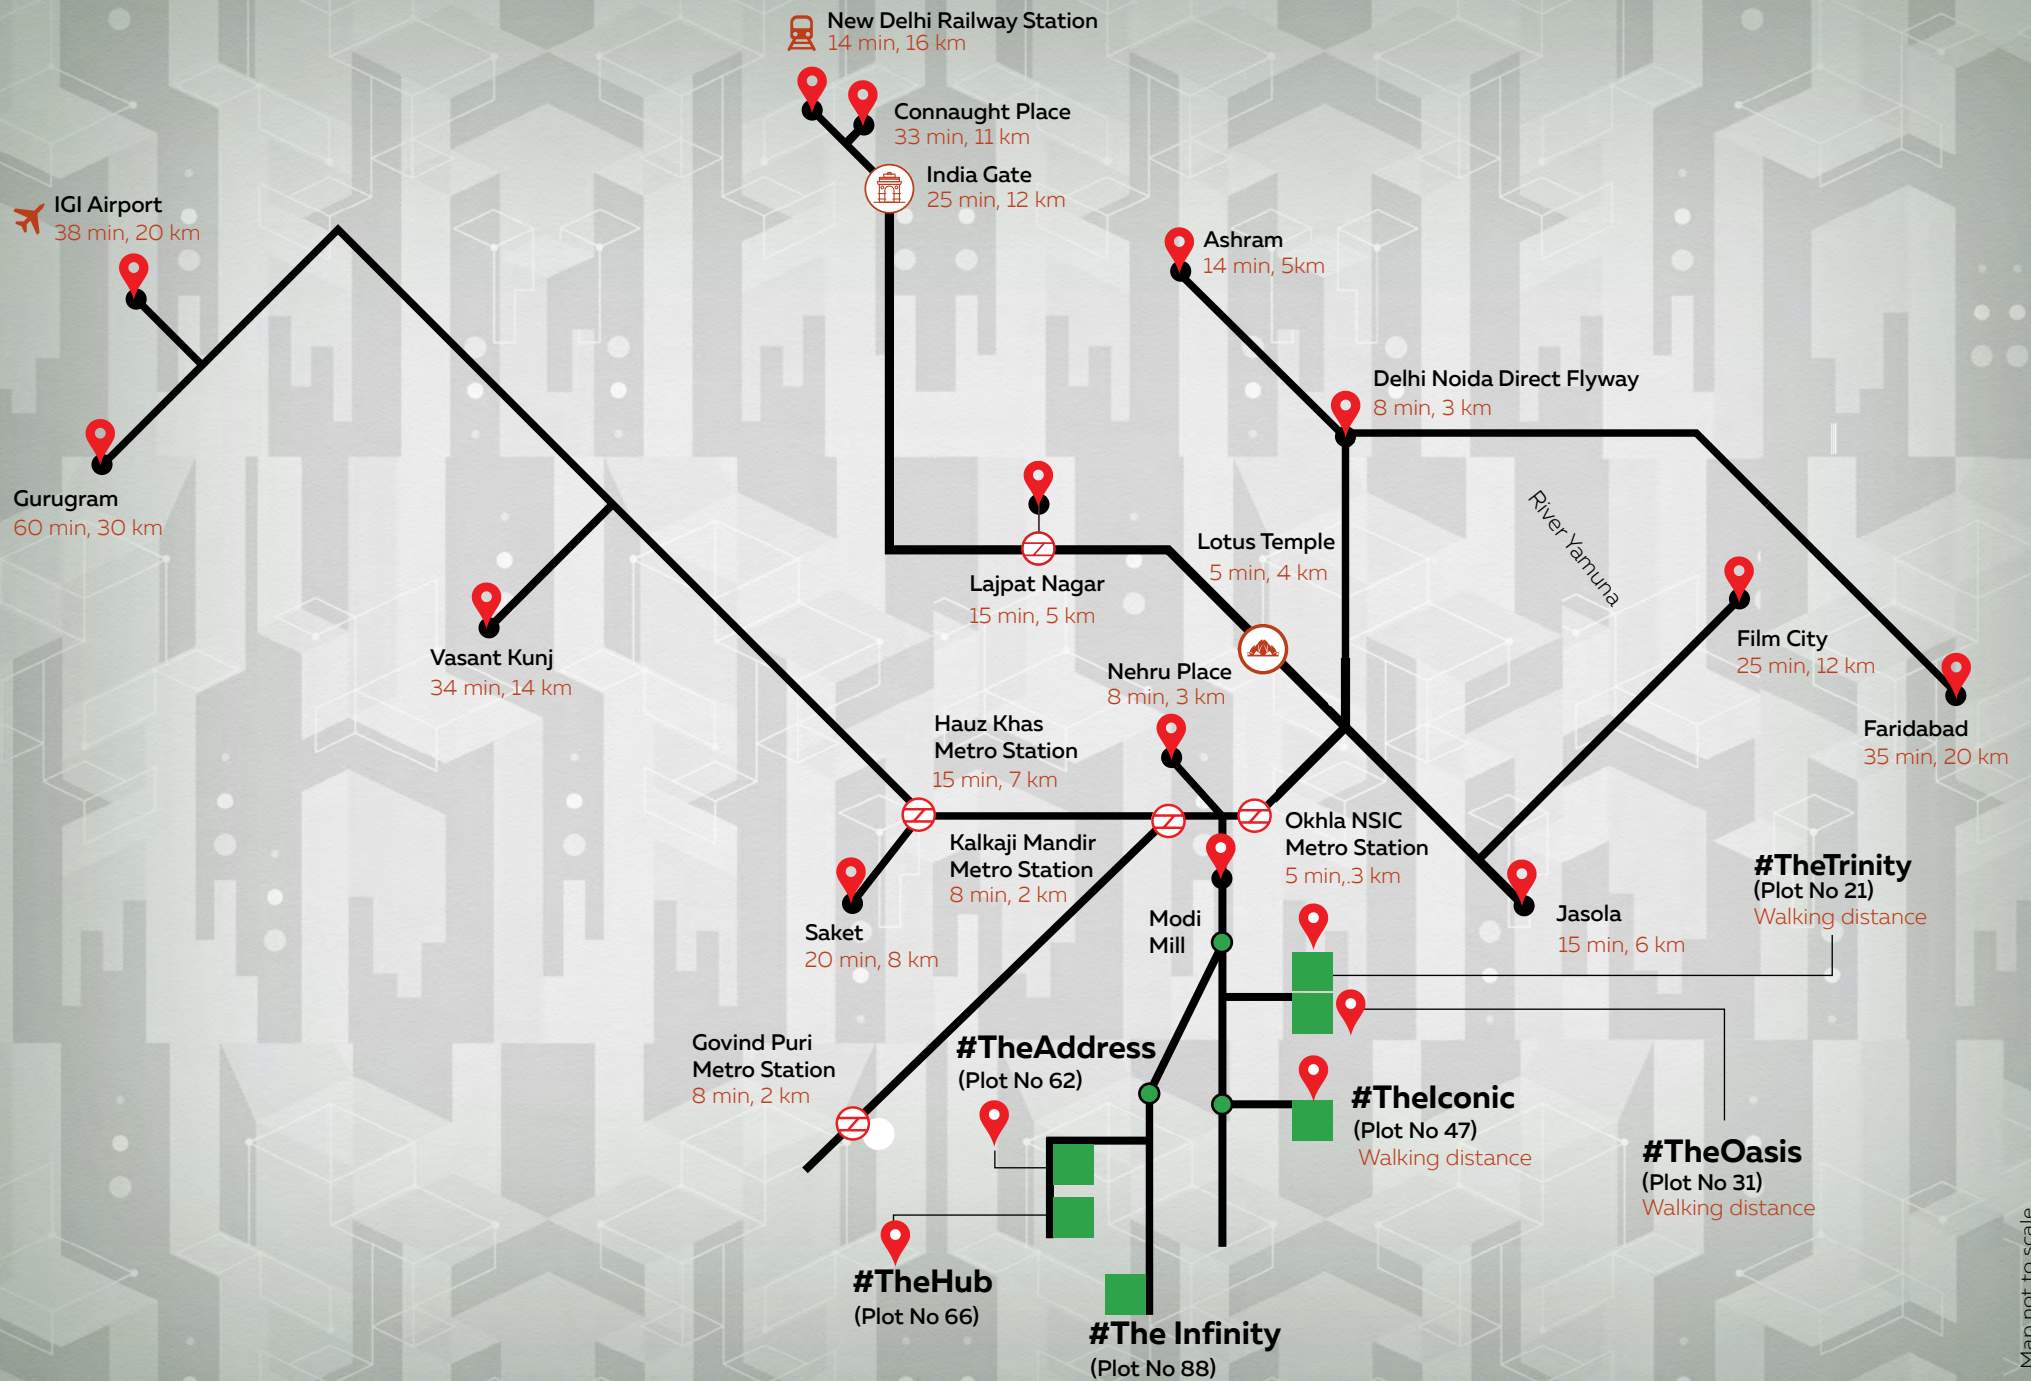 New Delhi Railway Station
14 min, 16 km
Connaught Place
33 min, 11 km
India Gate
25 min, 12 km
IGI Airport
38 min, 20 km
Ashram
14 min, 5km
Delhi Noida Direct Flyway
8 min, 3 km
Gurugram
60 min, 30 km
River Yamuna
Lotus Temple
5 min, 4 km
Lajpat Nagar
15 min, 5 km
Film City
25 min, 12 km
Vasant Kunj
34 min, 14 km
Nehru Place
8 min, 3 km
Faridabad
35 min, 20 km
Hauz Khas
Metro Station
15 min, 7 km
Kalkaji Mandir
Metro Station
8 min, 2 km
Okhla NSIC
Metro Station
5 min,.3 km
#TheTrinity
(Plot No 21)
Walking distance
Saket
20 min, 8 km
Modi
Mill
Jasola
15 min, 6 km
Govind Puri
Metro Station
8 min, 2 km
#TheAddress
(Plot No 62)
#TheIconic
(Plot No 47)
Walking distance
#TheOasis
(Plot No 31)
Walking distance
#TheHub
(Plot No 66)
#The Infinity
(Plot No 88)
Map not to scale